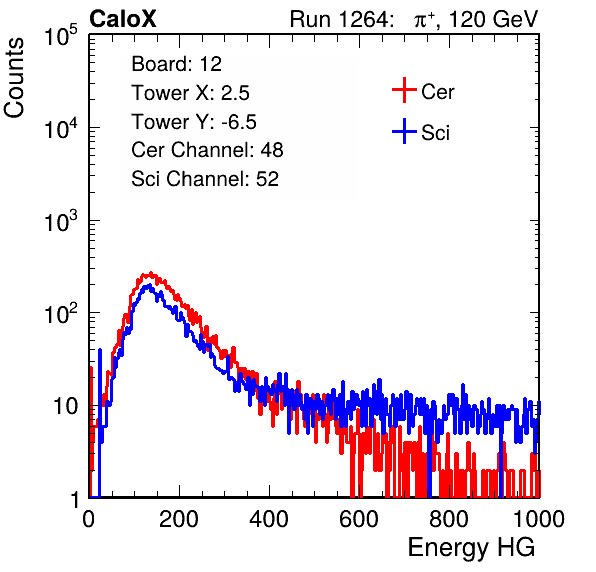 CaloX Run 1264: π⁺, 120 GeV
Counts
10⁵
10⁴
10³
10²
10
1
Board: 12
Tower X: 2.5
Tower Y: -6.5
Cer Channel: 48
Sci Channel: 52
Cer
Sci
0 200 400 600 800 1000
Energy HG